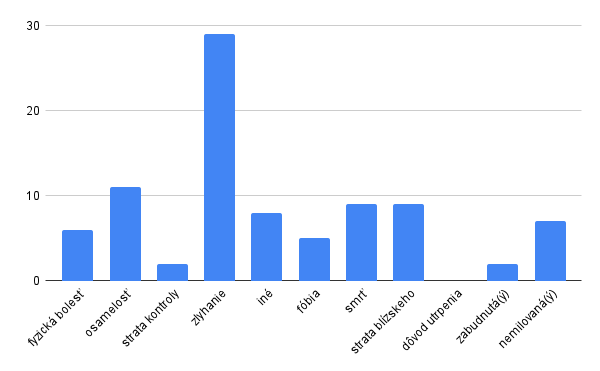 30
20
10
0
fyzická bolesť
osamelosť
strata kontroly
zlyhanie
iné
fóbia
smrť
strata blízskeho
dôvod utrpenia
zabudnutá(ý)
nemilovaná(ý)